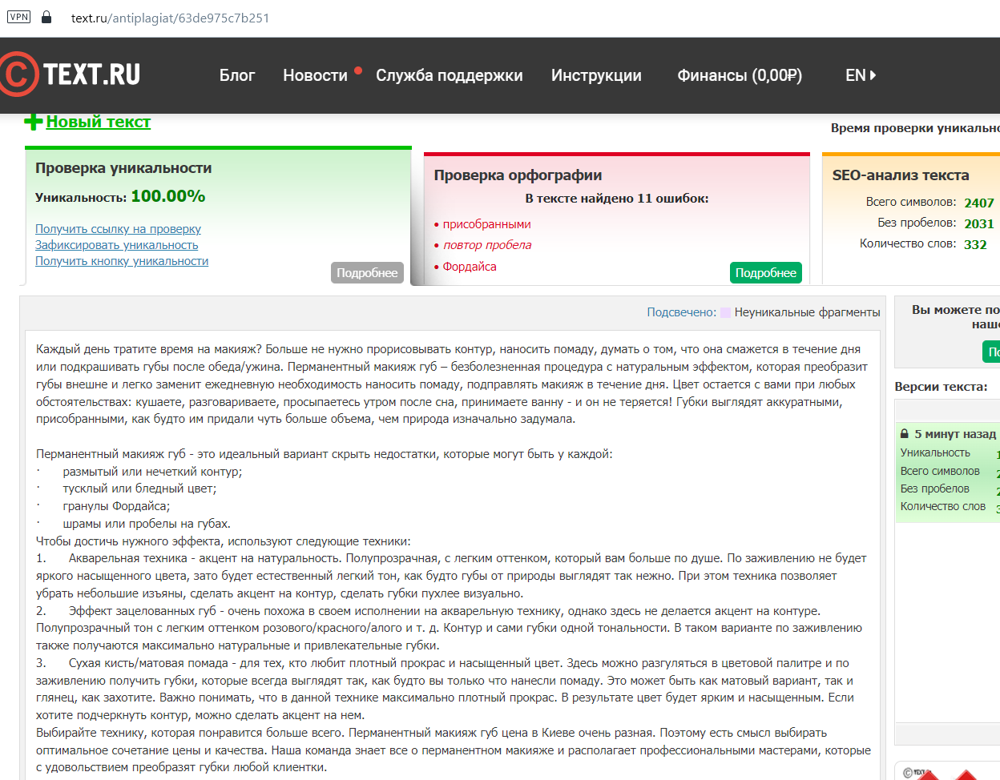 VPN text.ru/antiplagiat/63de975c7b251
© TEXT.RU Блог Новости Служба поддержки Инструкции Финансы (0,00₽) EN
Новый текст
Время проверки уникальнос
Проверка уникальности
Уникальность: 100.00%
Получить ссылку на проверку
Зафиксировать уникальность
Получить кнопку уникальности
Подробнее
Проверка орфографии
В тексте найдено 11 ошибок:
• присобранными
• повтор пробела
• Фордайса
Подробнее
SEO-анализ текста
Всего символов: 2407
Без пробелов: 2031
Количество слов: 332
Подсвечено: Неуникальные фрагменты
Каждый день тратите время на макияж? Больше не нужно прорисовывать контур, наносить помаду, думать о том, что она смажется в течение дня
или подкрашивать губы после обеда/ужина. Перманентный макияж губ – безболезненная процедура с натуральным эффектом, которая преобразит
губы внешне и легко заменит ежедневную необходимость наносить помаду, подправлять макияж в течение дня. Цвет остается с вами при любых
обстоятельствах: кушаете, разговариваете, просыпаетесь утром после сна, принимаете ванну - и он не теряется! Губки выглядят аккуратными,
присобранными, как будто им придали чуть больше объема, чем природа изначально задумала.
Перманентный макияж губ - это идеальный вариант скрыть недостатки, которые могут быть у каждой:
· размытый или нечеткий контур;
· тусклый или бледный цвет;
· гранулы Фордайса;
· шрамы или пробелы на губах.
Чтобы достичь нужного эффекта, используют следующие техники:
1. Акварельная техника - акцент на натуральность. Полупрозрачная, с легким оттенком, который вам больше по душе. По заживлению не будет
яркого насыщенного цвета, зато будет естественный легкий тон, как будто губы от природы выглядят так нежно. При этом техника позволяет
убрать небольшие изъяны, сделать акцент на контур, сделать губки пухлее визуально.
2. Эффект зацелованных губ - очень похожа в своем исполнении на акварельную технику, однако здесь не делается акцент на контуре.
Полупрозрачный тон с легким оттенком розового/красного/алого и т. д. Контур и сами губки одной тональности. В таком варианте по заживлению
также получаются максимально натуральные и привлекательные губки.
3. Сухая кисть/матовая помада - для тех, кто любит плотный прокрас и насыщенный цвет. Здесь можно разгуляться в цветовой палитре и по
заживлению получить губки, которые всегда выглядят так, как будто вы только что нанесли помаду. Это может быть как матовый вариант, так и
глянец, как захотите. Важно понимать, что в данной технике максимально плотный прокрас. В результате цвет будет ярким и насыщенным. Если
хотите подчеркнуть контур, можно сделать акцент на нем.
Выбирайте технику, которая понравится больше всего. Перманентный макияж губ цена в Киеве очень разная. Поэтому есть смысл выбирать
оптимальное сочетание цены и качества. Наша команда знает все о перманентном макияже и располагает профессиональными мастерами, которые
с удовольствием преобразят губки любой клиентки.
Вы можете по
наше
По
Версии текста:
5 минут назад
Уникальность 1
Всего символов 2
Без пробелов 2
Количество слов 3
© TEXT